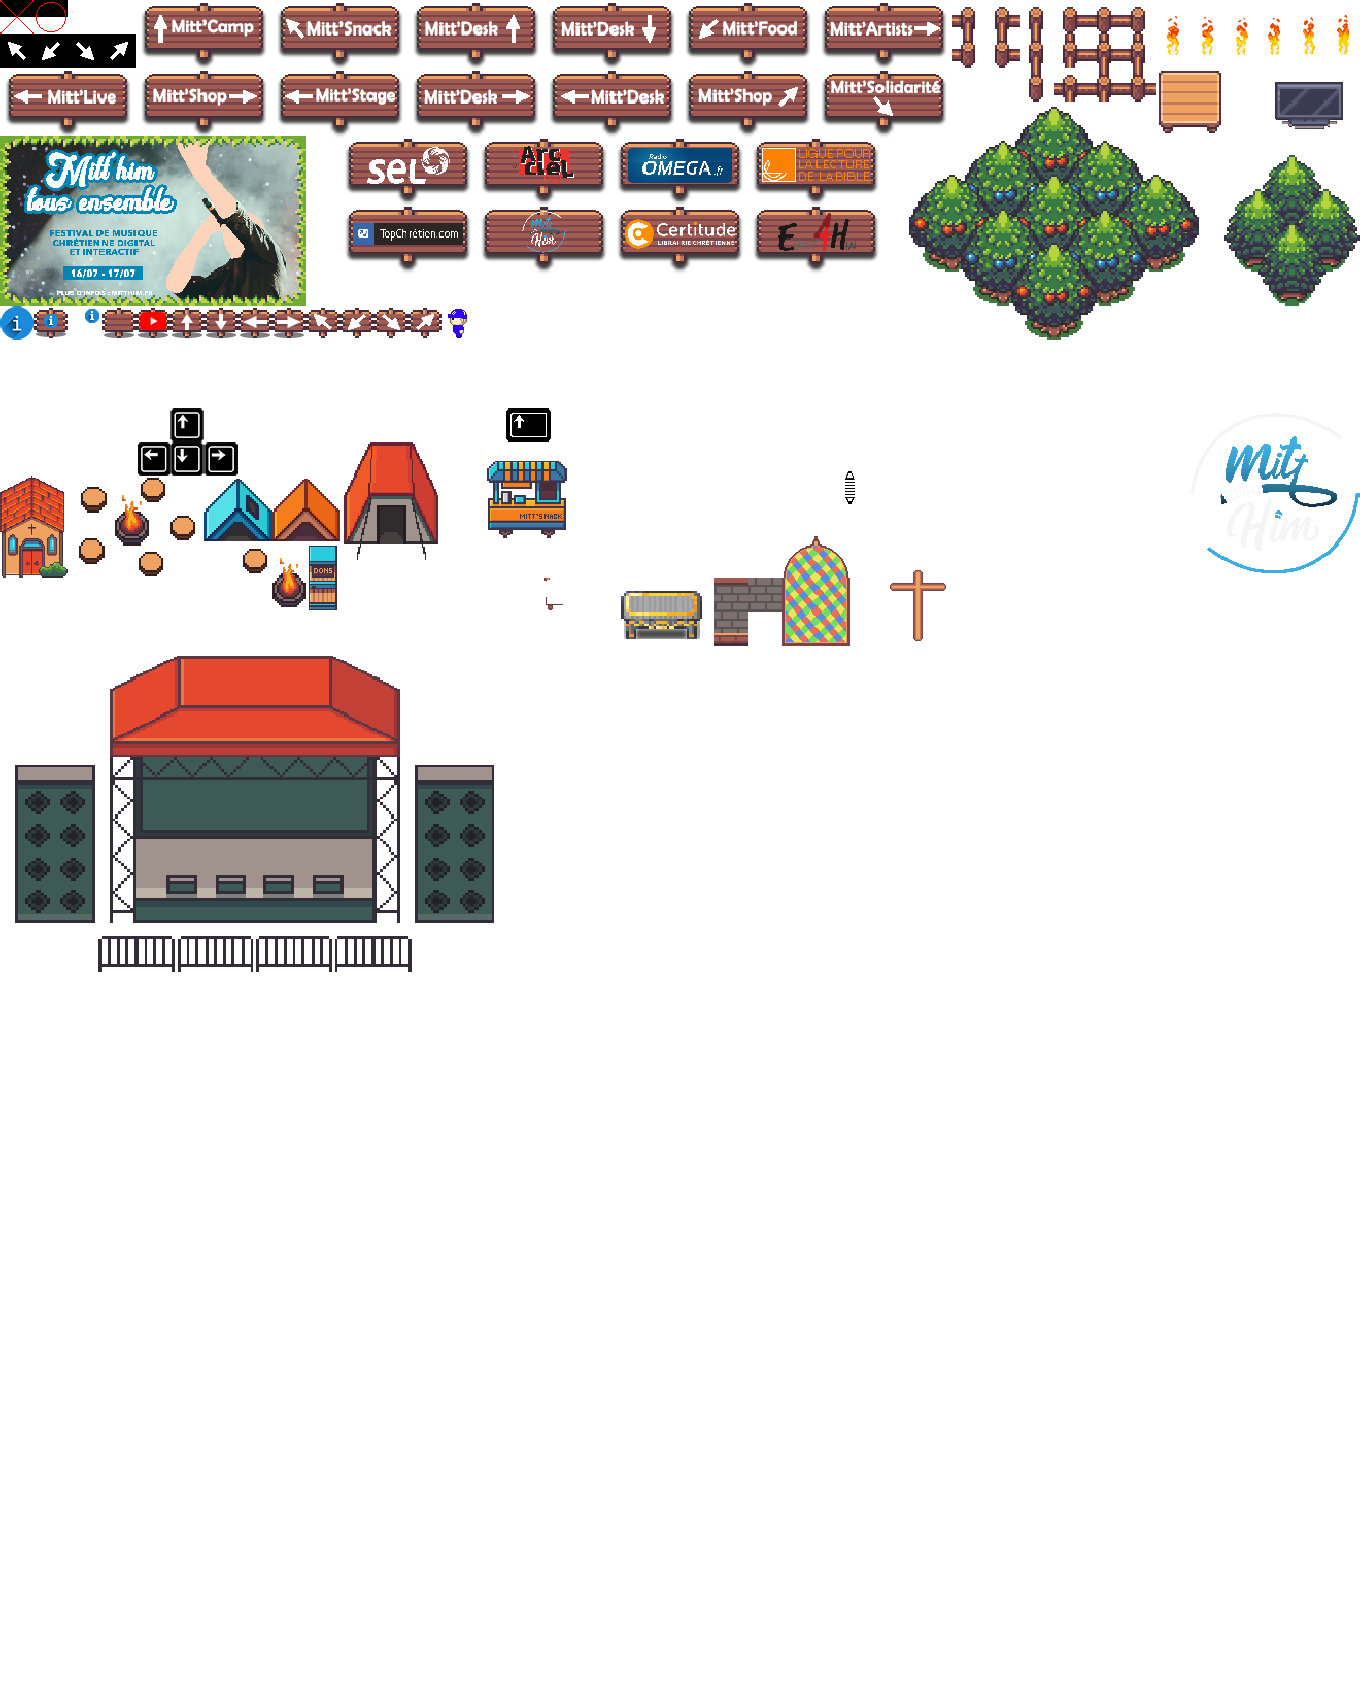 Mitt'Camp
Mitt'Snack
Mitt'Desk
Mitt'Desk
Mitt'Food
Mitt'Artists
Mitt'Live
Mitt'Shop
Mitt'Stage
Mitt'Desk
Mitt'Desk
Mitt'Shop
Mitt'Solidarité
Mitt him
tous ensemble
FESTIVAL DE MUSIQUE
CHRÉTIEN NE DIGITAL
ET INTERACTIF
16/07 - 17/07
PLUS D'INFOS : MITTHIM.FR
SEL
ARC
EN CIEL
Radio
OMEGA.fr
LIGUE POUR
LA LECTURE
DE LA BIBLE
TopChrétien.com
Mitt
Him
Certitude
LIBRAIRIE CHRÉTIENNE
E4H
i
i
i
MITT'SNACK
DONS
Mitt
Him